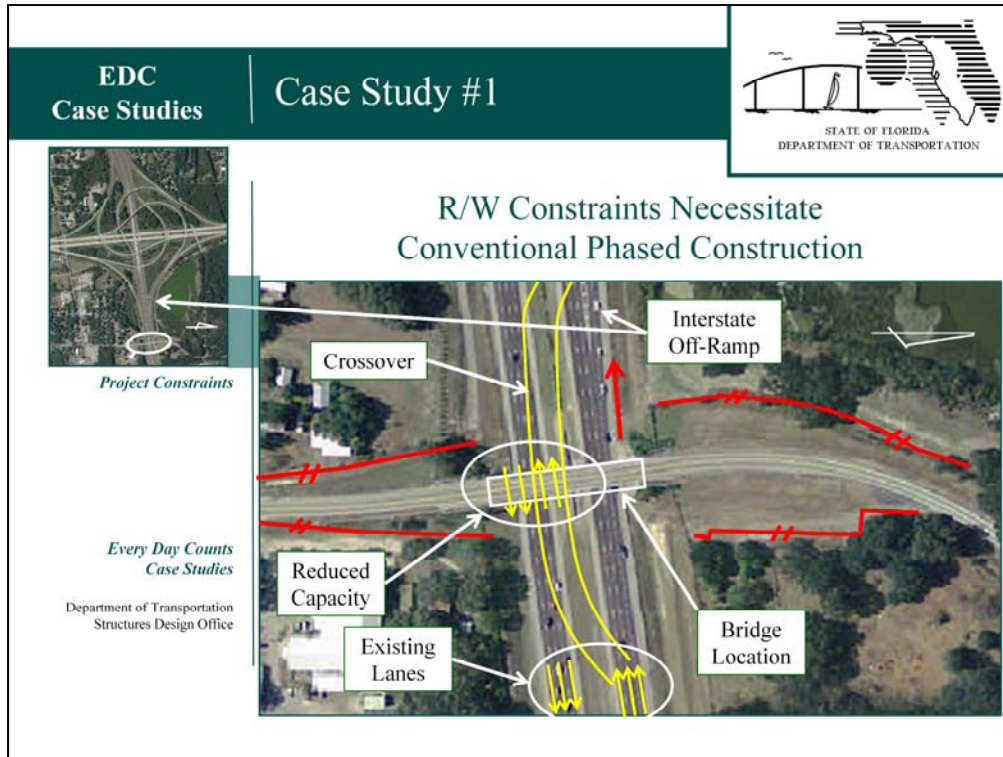 EDC
Case Studies
Case Study #1
STATE OF FLORIDA
DEPARTMENT OF TRANSPORTATION
R/W Constraints Necessitate
Conventional Phased Construction
Project Constraints
Every Day Counts
Case Studies
Department of Transportation
Structures Design Office
Crossover
Interstate
Off-Ramp
Reduced
Capacity
Existing
Lanes
Bridge
Location